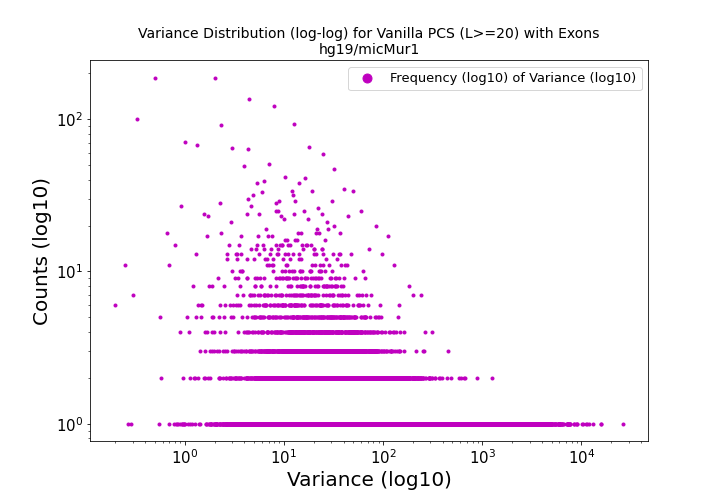 Variance Distribution (log-log) for Vanilla PCS (L>=20) with Exons
hg19/micMur1
Frequency (log10) of Variance (log10)
Counts (log10)
10²
10¹
10⁰
10⁰ 10¹ 10² 10³ 10⁴
Variance (log10)